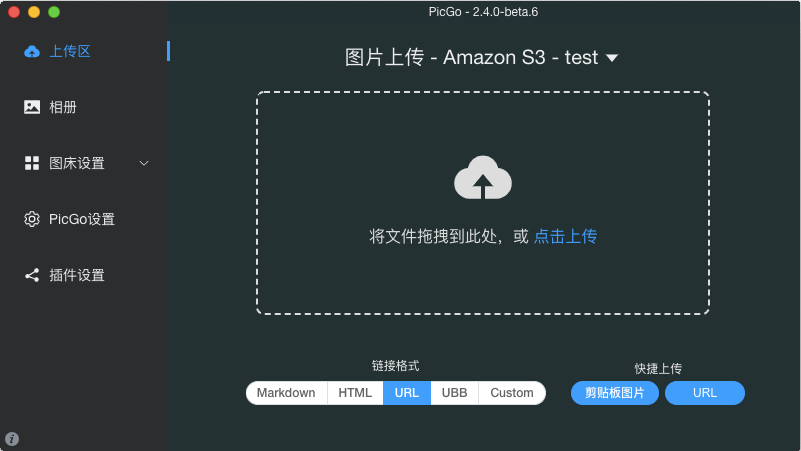 PicGo - 2.4.0-beta.6
上传区
相册
图床设置
PicGo设置
插件设置
图片上传 - Amazon S3 - test
将文件拖拽到此处，或 点击上传
链接格式
Markdown HTML URL UBB Custom
快捷上传
剪贴板图片 URL
i